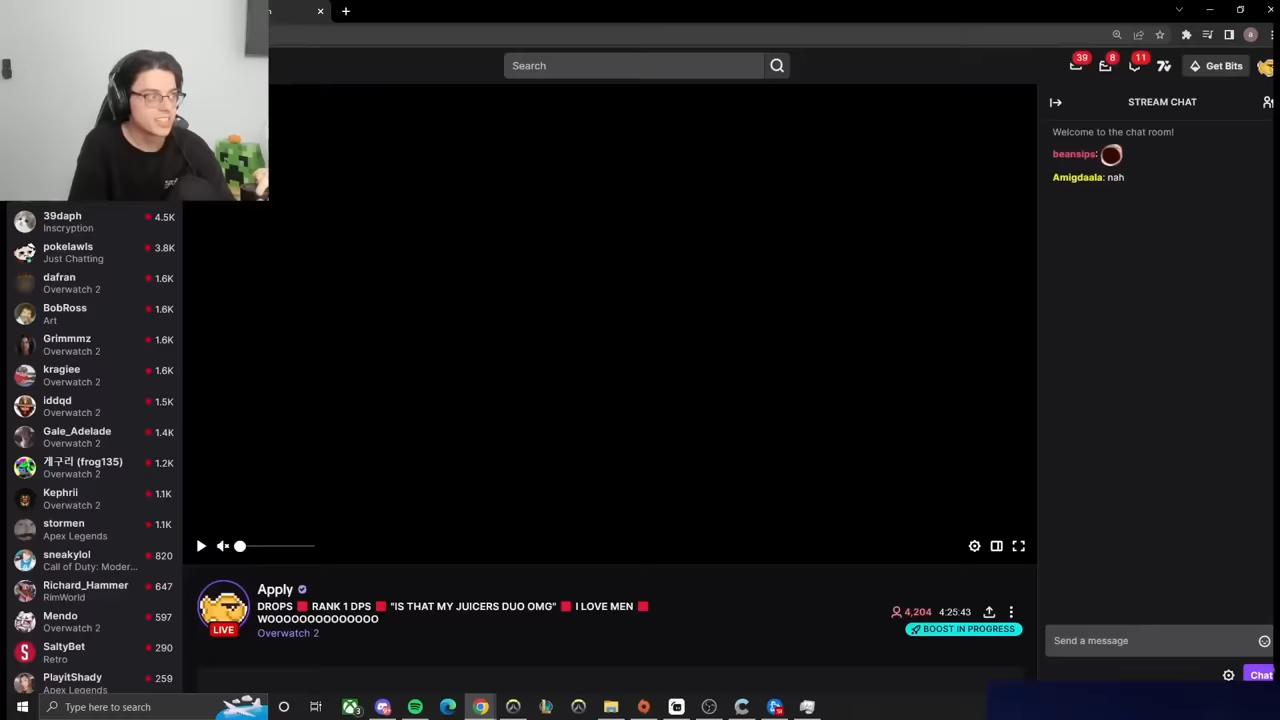 Search
39
8
11
Get Bits
STREAM CHAT
Welcome to the chat room!
beansips:
Amigdaala: nah
39daph
4.5K
Inscryption
pokelawls
3.8K
Just Chatting
dafran
1.6K
Overwatch 2
BobRoss
1.6K
Art
Grimmmz
1.6K
Overwatch 2
kragiee
1.6K
Overwatch 2
iddqd
1.5K
Overwatch 2
Gale_Adelade
1.4K
Overwatch 2
개구리 (frog135)
1.2K
Overwatch 2
Kephrii
1.1K
Overwatch 2
stormen
1.1K
Apex Legends
sneakylol
820
Call of Duty: Moder...
Richard_Hammer
647
RimWorld
Mendo
597
Overwatch 2
SaltyBet
290
Retro
PlayitShady
259
Apex Legends
Apply
LIVE
DROPS 🟥 RANK 1 DPS 🟥 "IS THAT MY JUICERS DUO OMG" 🟥 I LOVE MEN 🟥
WOOOOOOOOOOOOOO
Overwatch 2
4,204 4:25:43
BOOST IN PROGRESS
Send a message
Chat
Type here to search